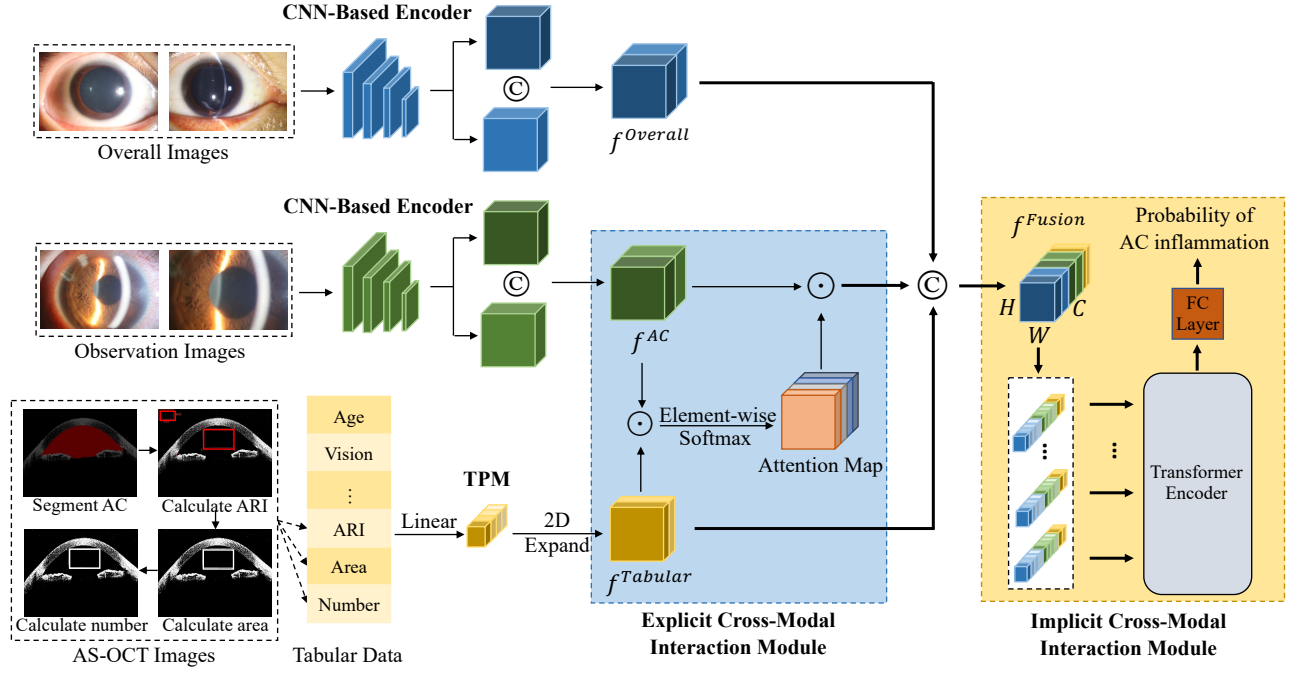 CNN-Based Encoder
Overall Images
C
f^Overall
CNN-Based Encoder
Observation Images
C
f^AC
Element-wise
Softmax
Attention Map
Segment AC
Calculate ARI
Calculate number
Calculate area
AS-OCT Images
Age
Vision
⋮
ARI
Area
Number
Tabular Data
Linear
TPM
2D
Expand
f^Tabular
Explicit Cross-Modal
Interaction Module
C
f^Fusion
H
W
C
Probability of
AC inflammation
FC
Layer
Transformer
Encoder
Implicit Cross-Modal
Interaction Module